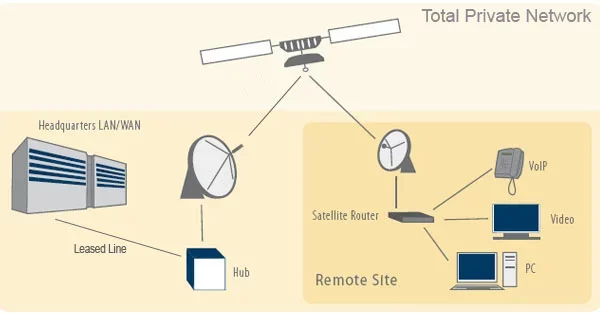 Total Private Network
Headquarters LAN/WAN
VoIP
Satellite Router
Video
Leased Line
Hub
Remote Site
PC